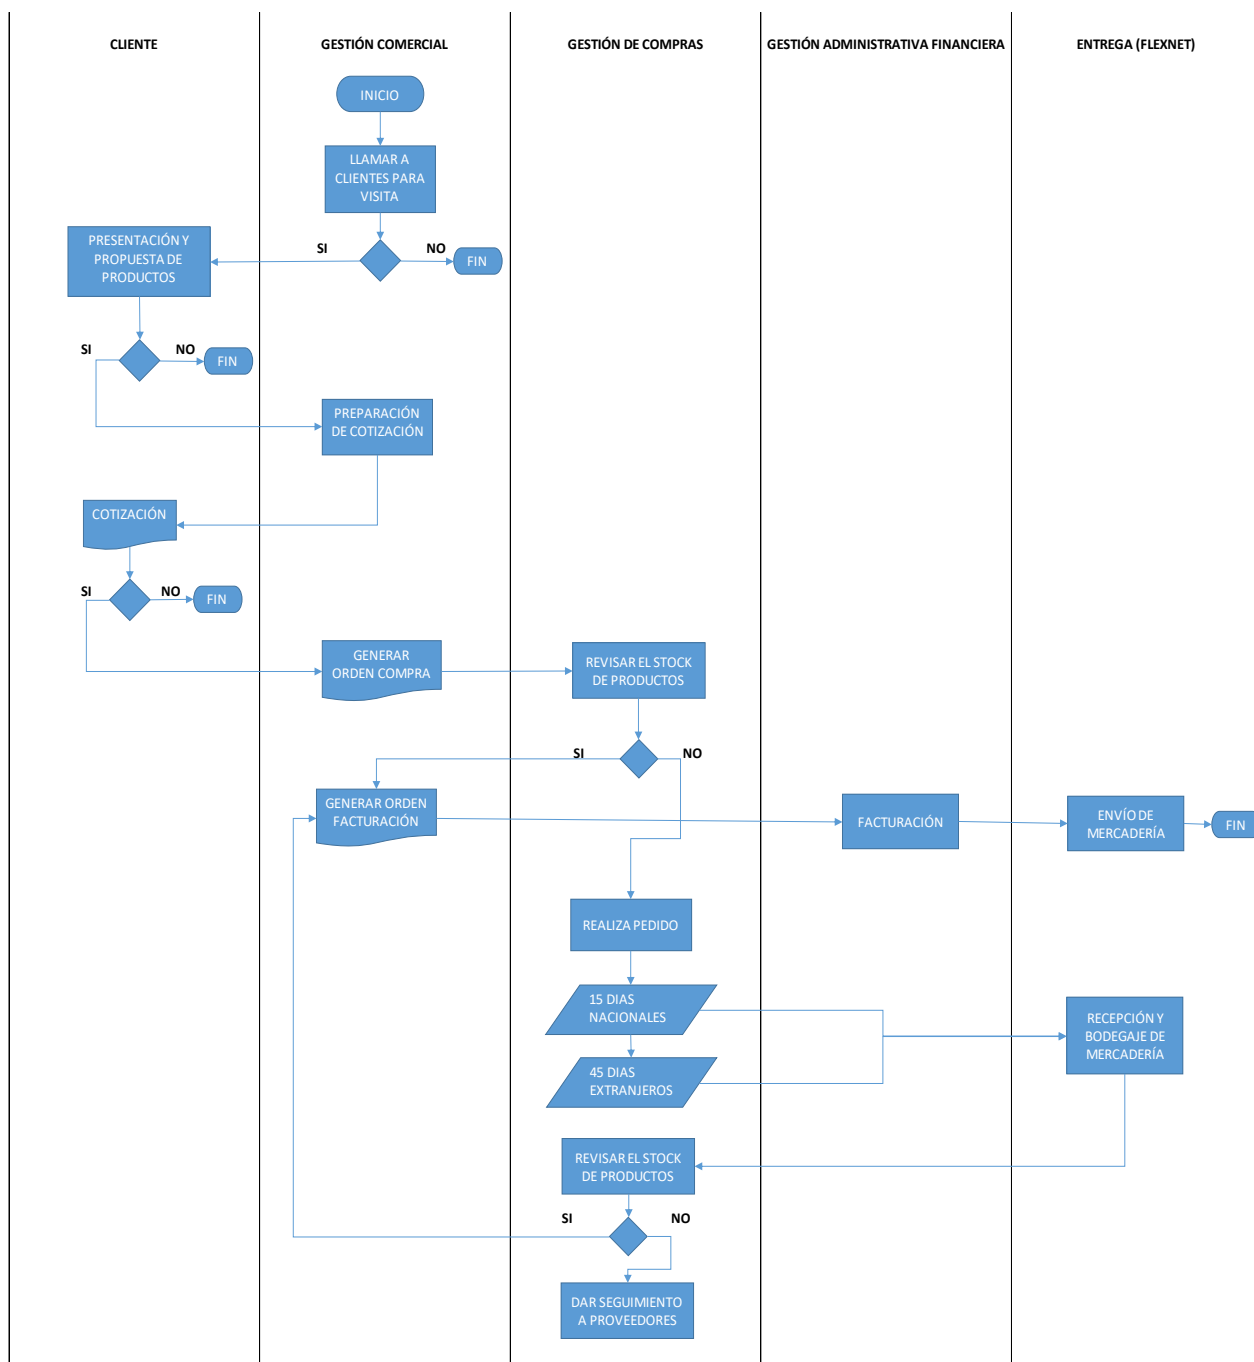 CLIENTE
GESTIÓN COMERCIAL
GESTIÓN DE COMPRAS
GESTIÓN ADMINISTRATIVA FINANCIERA
ENTREGA (FLEXNET)
INICIO
LLAMAR A
CLIENTES PARA
VISITA
PRESENTACIÓN Y
PROPUESTA DE
PRODUCTOS
SI
NO
FIN
SI
NO
FIN
PREPARACIÓN
DE COTIZACIÓN
COTIZACIÓN
SI
NO
FIN
GENERAR
ORDEN COMPRA
REVISAR EL STOCK
DE PRODUCTOS
SI
NO
GENERAR ORDEN
FACTURACIÓN
FACTURACIÓN
ENVÍO DE
MERCADERÍA
FIN
REALIZA PEDIDO
15 DIAS
NACIONALES
RECEPCIÓN Y
BODEGAJE DE
MERCADERÍA
45 DIAS
EXTRANJEROS
REVISAR EL STOCK
DE PRODUCTOS
SI
NO
DAR SEGUIMIENTO
A PROVEEDORES